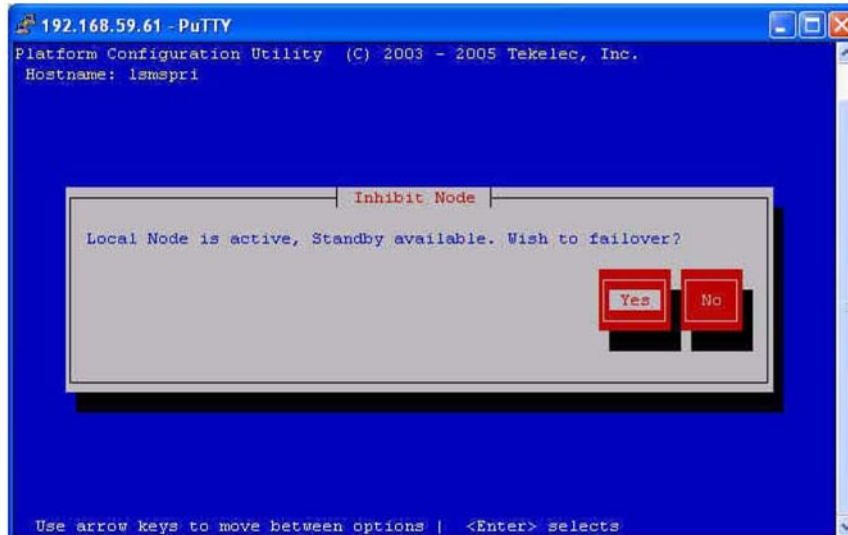 192.168.59.61 - PuTTY
Platform Configuration Utility (C) 2003 - 2005 Tekelec, Inc.
Hostname: lsmspri
Inhibit Node
Local Node is active, Standby available. Wish to failover?
Yes No
Use arrow keys to move between options | <Enter> selects